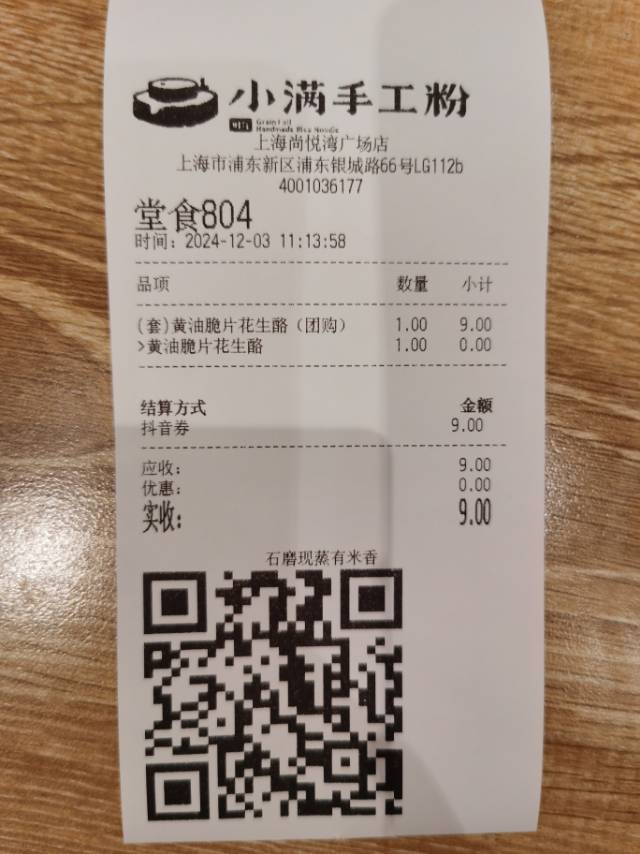 小满手工粉
Grain Full
Handmade Rice Noodle
上海尚悦湾广场店
上海市浦东新区浦东银城路66号LG112b
4001036177
堂食804
时间：2024-12-03 11:13:58
品项 数量 小计
(套)黄油脆片花生酪（团购） 1.00 9.00
>黄油脆片花生酪 1.00 0.00
结算方式 金额
抖音券 9.00
应收： 9.00
优惠： 0.00
实收： 9.00
石磨现蒸有米香